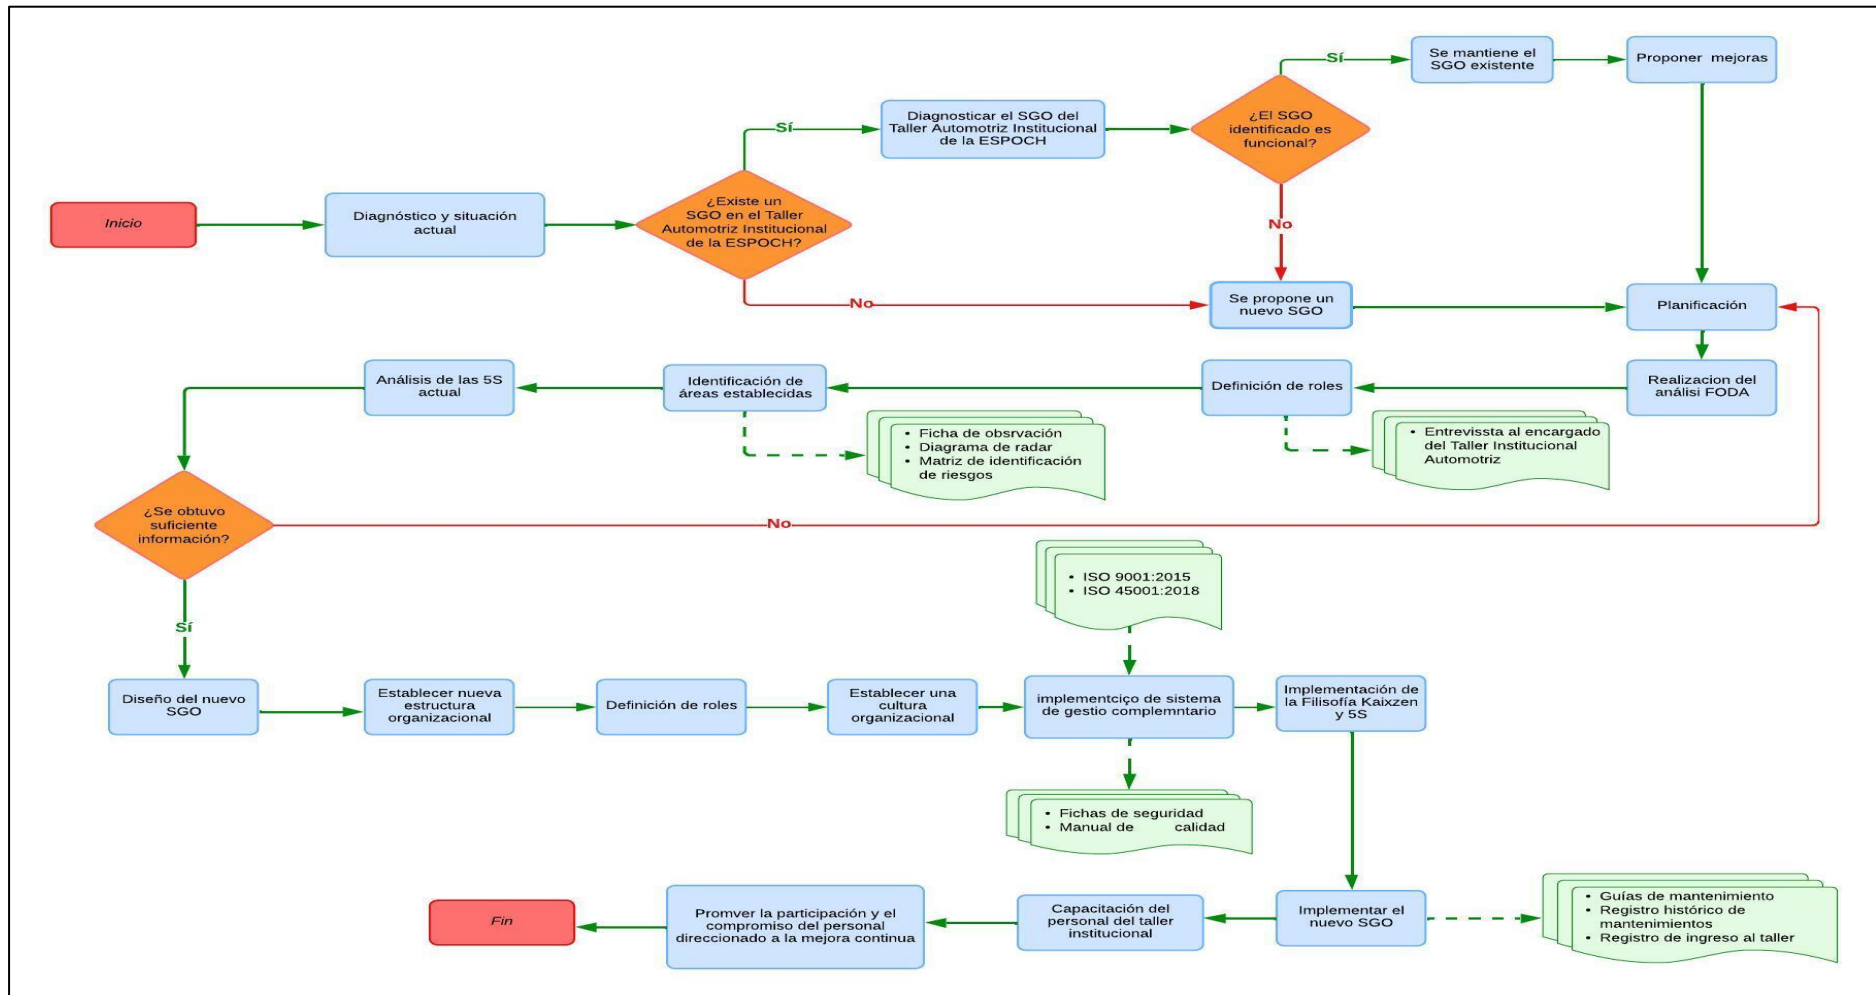 Inicio
Diagnóstico y situación
actual
¿Existe un
SGO en el Taller
Automotriz Institucional
de la ESPOCH?
Sí
No
Diagnosticar el SGO del
Taller Automotriz Institucional
de la ESPOCH
¿El SGO
identificado es
funcional?
Sí
No
Se mantiene el
SGO existente
Proponer mejoras
Se propone un
nuevo SGO
Planificación
Realizacion del
análisi FODA
Definición de roles
• Entrevissta al encargado
del Taller Institucional
Automotriz
Identificación de
áreas establecidas
• Ficha de obsrvación
• Diagrama de radar
• Matriz de identificación
de riesgos
Análisis de las 5S
actual
¿Se obtuvo
suficiente
información?
No
Sí
Diseño del nuevo
SGO
Establecer nueva
estructura
organizacional
Definición de roles
Establecer una
cultura
organizacional
• ISO 9001:2015
• ISO 45001:2018
implementciço de sistema
de gestio complemntario
• Fichas de seguridad
• Manual de calidad
Implementación de
la Filisofía Kaixzen
y 5S
Implementar el
nuevo SGO
• Guías de mantenimiento
• Registro histórico de
mantenimientos
• Registro de ingreso al taller
Capacitación del
personal del taller
institucional
Promver la participación y el
compromiso del personal
direccionado a la mejora continua
Fin